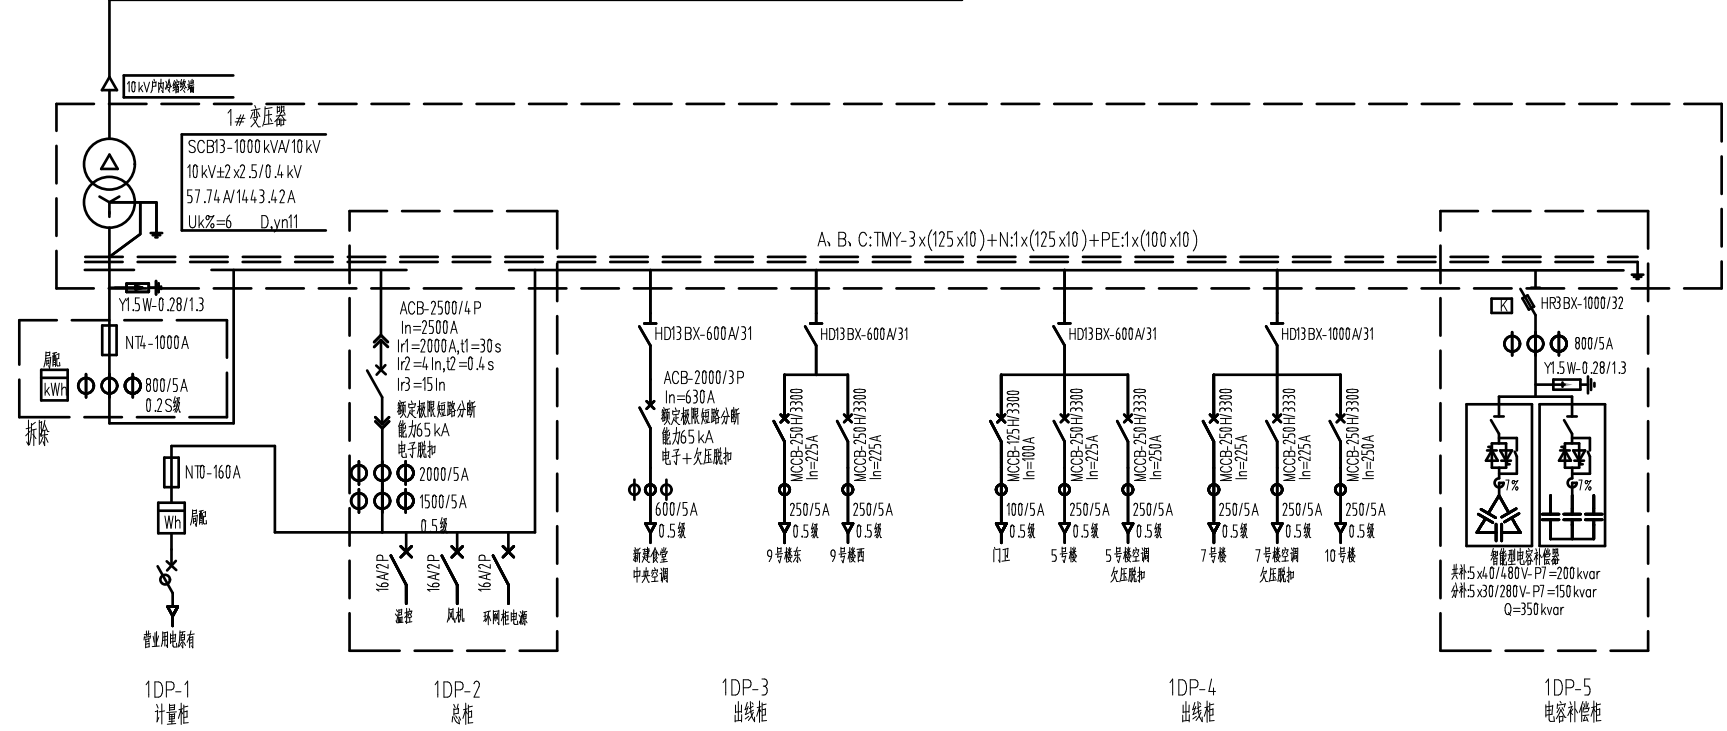 10kV户内冷缩终端
1#变压器
SCB13-1000kVA/10kV
10kV±2x2.5/0.4kV
57.74A/1443.42A
Uk%=6 D,yn11
A、B、C:TMY-3x(125x10)+N:1x(125x10)+PE:1x(100x10)
Y1.5W-0.28/1.3
NT4-1000A
局配
kWh
800/5A
0.2S级
拆除
NT0-160A
Wh
局配
营业用电原有
1DP-1
计量柜
ACB-2500/4P
In=2500A
Ir1=2000A,t1=30s
Ir2=4In,t2=0.4s
Ir3=15In
额定极限短路分断
能力65kA
电子脱扣
2000/5A
1500/5A
0.5级
16A/2P
16A/2P
16A/2P
温控
风机
环网柜电源
1DP-2
总柜
HD13BX-600A/31
ACB-2000/3P
In=630A
额定极限短路分断
能力65kA
电子+欠压脱扣
600/5A
0.5级
新建食堂
中央空调
HD13BX-600A/31
MCCB-250H/3300
In=225A
250/5A
0.5级
9号楼东
MCCB-250H/3300
In=225A
250/5A
0.5级
9号楼西
1DP-3
出线柜
HD13BX-600A/31
MCCB-125H/3300
In=100A
100/5A
0.5级
门卫
MCCB-250H/3300
In=225A
250/5A
0.5级
5号楼
MCCB-250H/3330
In=250A
250/5A
0.5级
5号楼空调
欠压脱扣
HD13BX-1000A/31
MCCB-250H/3300
In=225A
250/5A
0.5级
7号楼
MCCB-250H/3330
In=225A
250/5A
0.5级
7号楼空调
欠压脱扣
MCCB-250H/3300
In=250A
250/5A
0.5级
10号楼
1DP-4
出线柜
K
HR3BX-1000/32
800/5A
Y1.5W-0.28/1.3
7%
7%
智能型电容补偿器
共补:5x40/480V-P7=200kvar
分补:5x30/280V-P7=150kvar
Q=350kvar
1DP-5
电容补偿柜